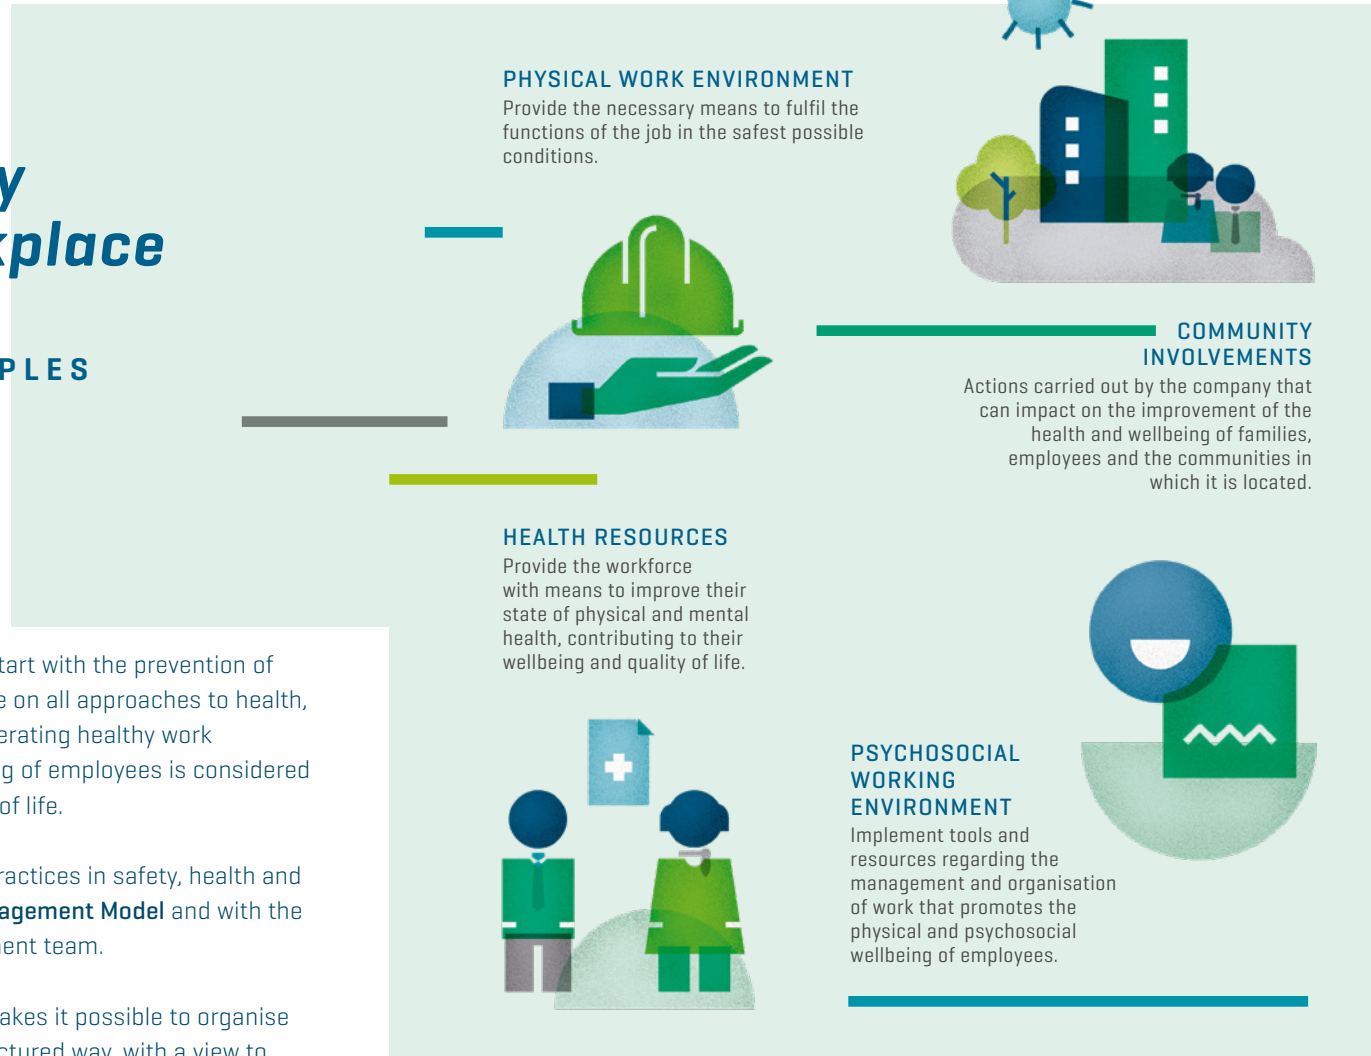 y
kplace
PLES
PHYSICAL WORK ENVIRONMENT
Provide the necessary means to fulfil the
functions of the job in the safest possible
conditions.
COMMUNITY
INVOLVEMENTS
Actions carried out by the company that
can impact on the improvement of the
health and wellbeing of families,
employees and the communities in
which it is located.
HEALTH RESOURCES
Provide the workforce
with means to improve their
state of physical and mental
health, contributing to their
wellbeing and quality of life.
PSYCHOSOCIAL
WORKING
ENVIRONMENT
Implement tools and
resources regarding the
management and organisation
of work that promotes the
physical and psychosocial
wellbeing of employees.
tart with the prevention of
e on all approaches to health,
erating healthy work
g of employees is considered
of life.
ractices in safety, health and
agement Model and with the
ent team.
akes it possible to organise
ctured way, with a view to